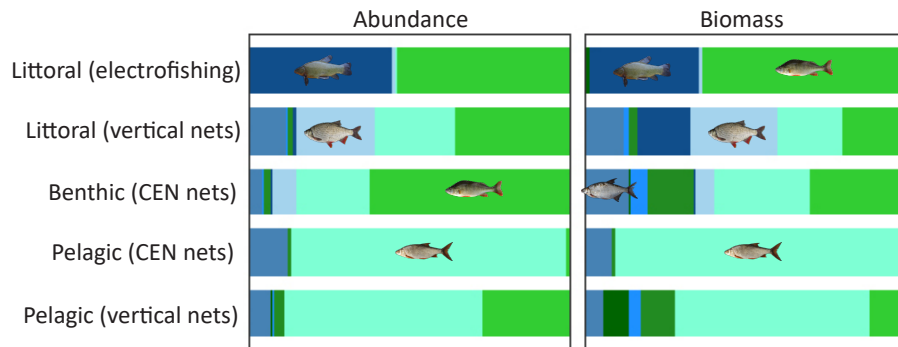 Abundance
Biomass
Littoral (electrofishing)
Littoral (vertical nets)
Benthic (CEN nets)
Pelagic (CEN nets)
Pelagic (vertical nets)